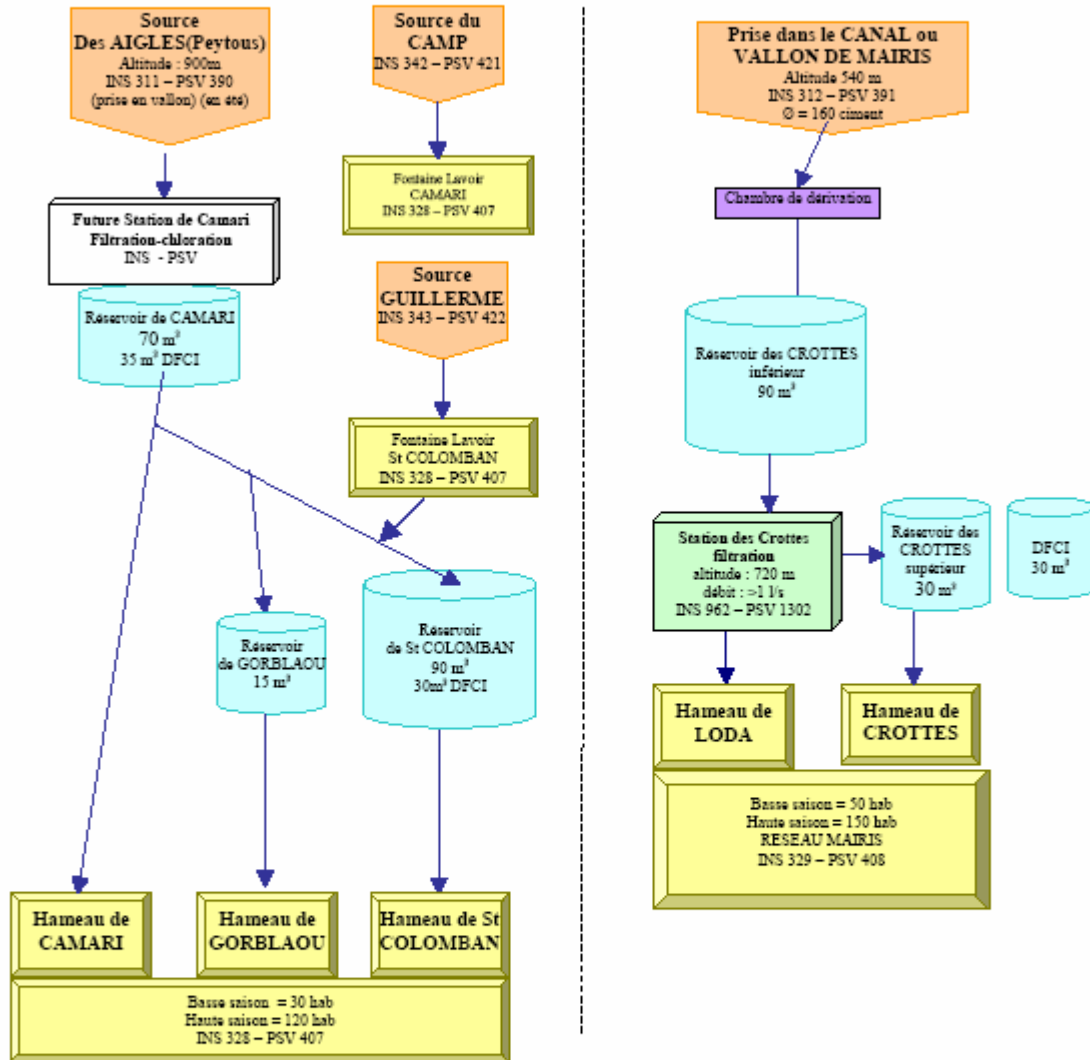 Source
Des AIGLES(Peytous)
Altitude : 900m
INS 311 – PSV 390
(prise en vallon) (en été)
Source du
CAMP
INS 342 – PSV 421
Prise dans le CANAL ou
VALLON DE MAIRIS
Altitude 540 m
INS 312 – PSV 391
Ø = 160 ciment
Fontaine Lavoir
CAMARI
INS 328 – PSV 407
Chambre de dérivation
Future Station de Camari
Filtration-chloration
INS - PSV
Source
GUILLERME
INS 343 – PSV 422
Réservoir de CAMARI
70 m³
35 m³ DFCI
Réservoir des CROTTES
inférieur
90 m³
Fontaine Lavoir
St COLOMBAN
INS 328 – PSV 407
Station des Crottes
filtration
altitude : 720 m
débit : >1 l/s
INS 962 – PSV 1302
Réservoir des
CROTTES
supérieur
30 m³
DFCI
30 m³
Réservoir
de GORBLAOU
15 m³
Réservoir
de St COLOMBAN
90 m³
30m³ DFCI
Hameau de
LODA
Hameau de
CROTTES
Basse saison = 50 hab
Haute saison = 150 hab
RESEAU MAIRIS
INS 329 – PSV 408
Hameau de
CAMARI
Hameau de
GORBLAOU
Hameau de St
COLOMBAN
Basse saison = 30 hab
Haute saison = 120 hab
INS 328 – PSV 407